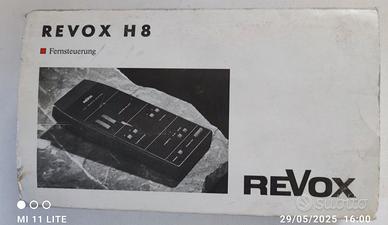 REVOX H8
Fernsteuerung
REVOX
subito
MI 11 LITE
29/05/2025 16:00